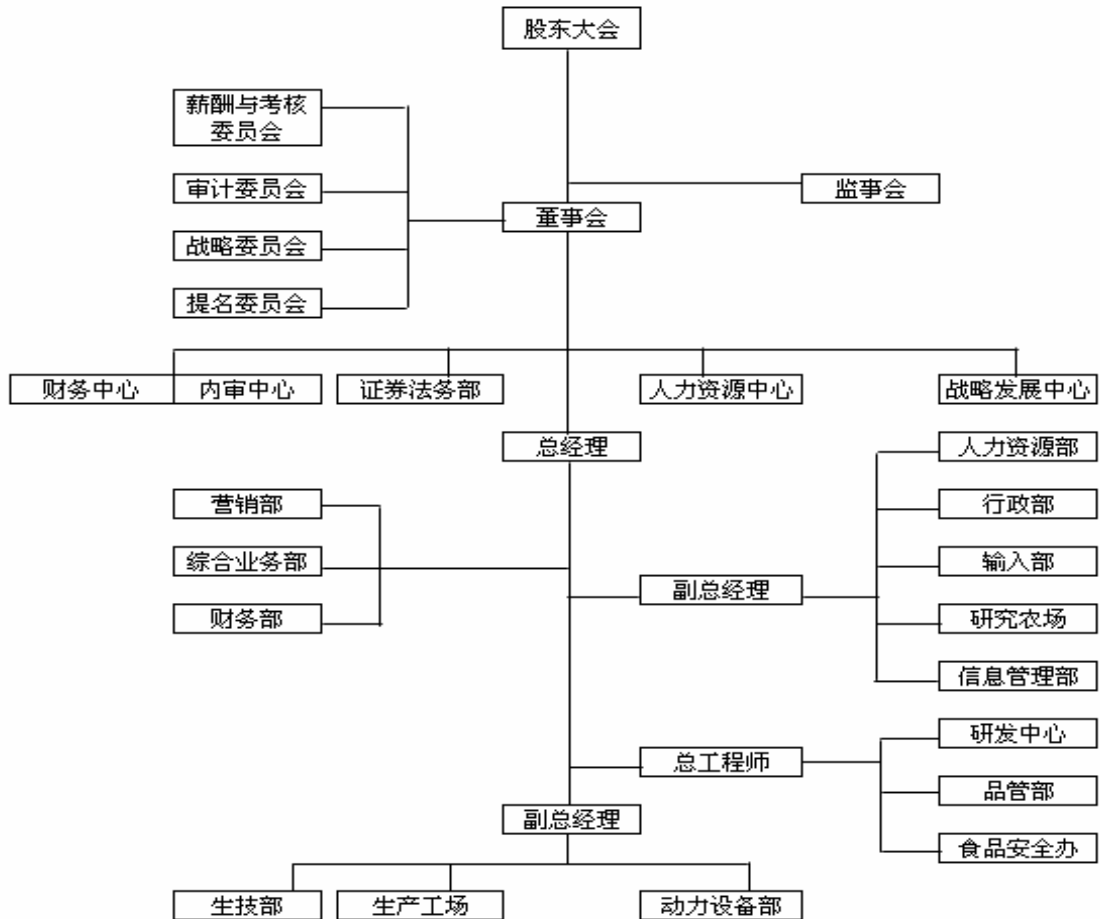 股东大会
薪酬与考核
委员会
审计委员会
监事会
董事会
战略委员会
提名委员会
财务中心
内审中心
证券法务部
人力资源中心
战略发展中心
总经理
人力资源部
营销部
行政部
综合业务部
输入部
副总经理
财务部
研究农场
信息管理部
研发中心
总工程师
品管部
副总经理
食品安全办
生技部
生产工场
动力设备部